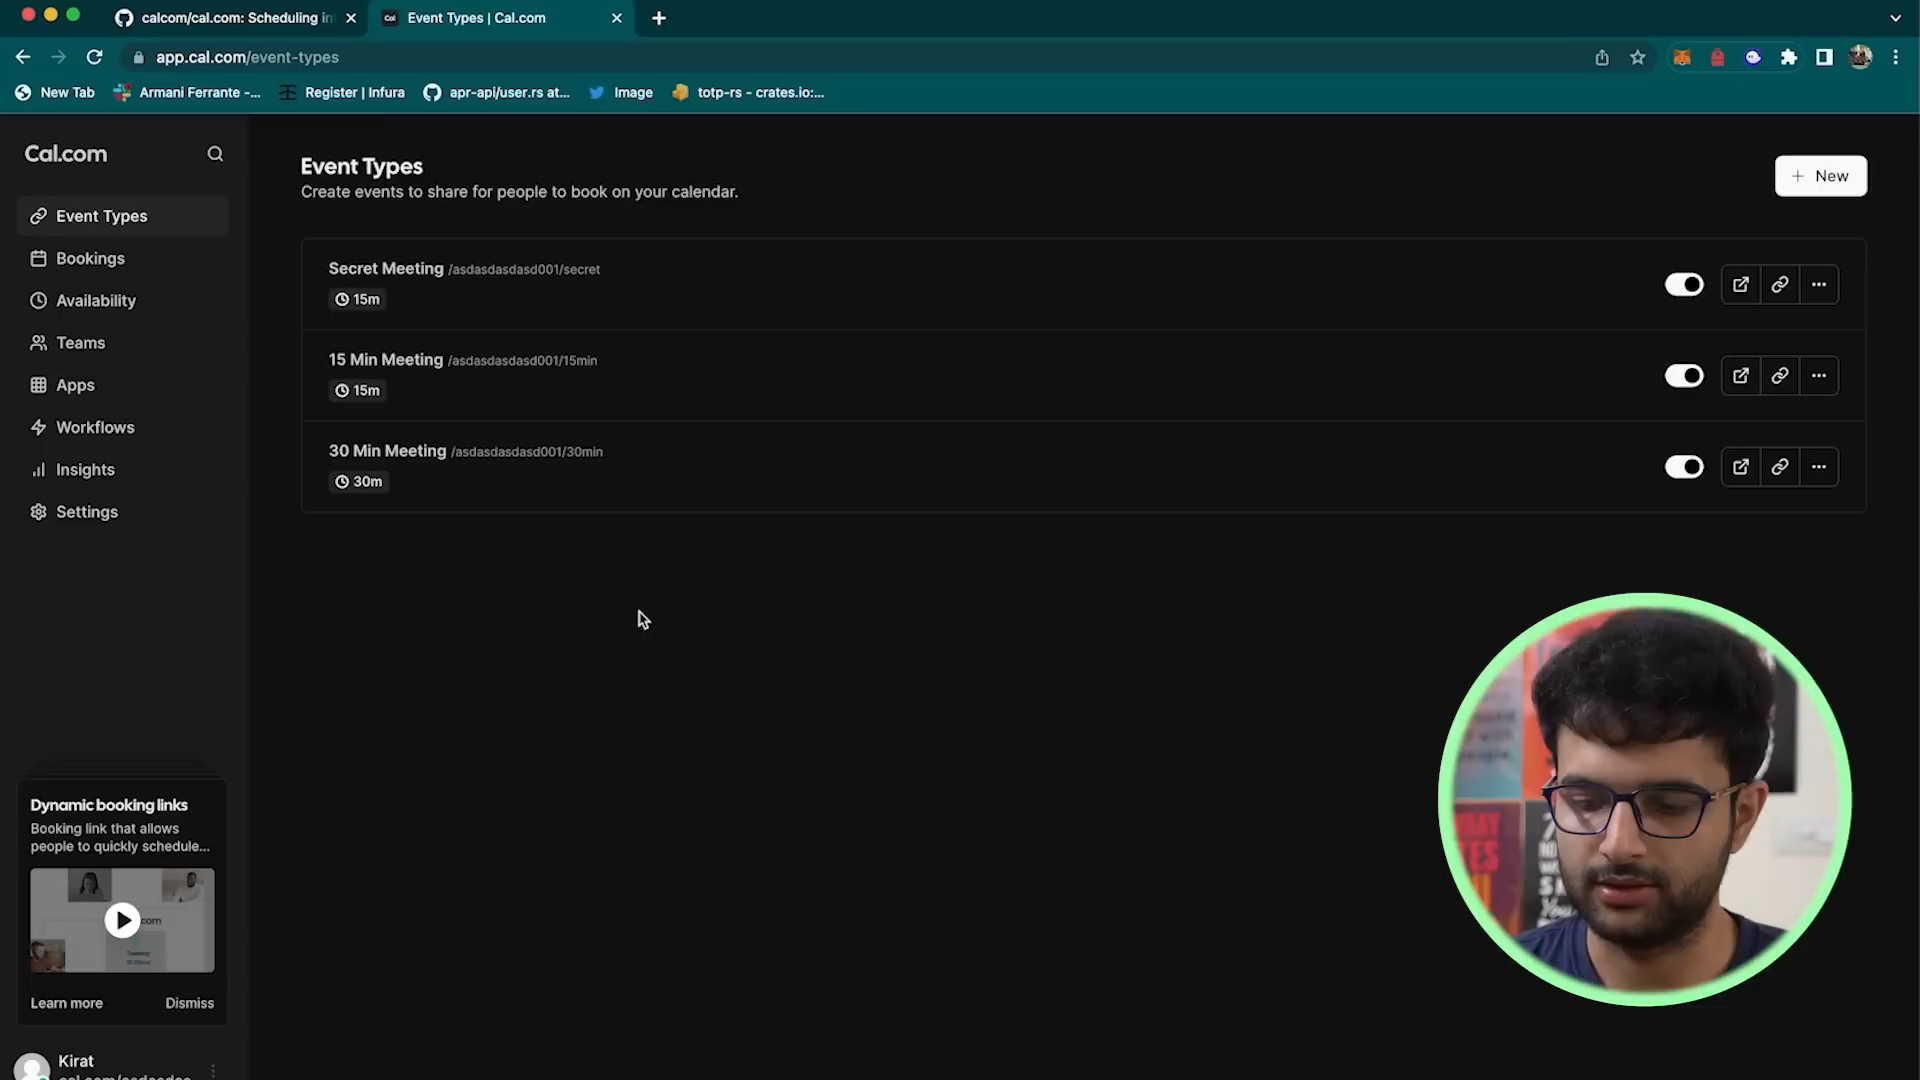 calcom/cal.com: Scheduling in
Event Types | Cal.com
app.cal.com/event-types
New Tab
Armani Ferrante -...
Register | Infura
apr-api/user.rs at...
Image
totp-rs - crates.io:...
Cal.com
Event Types
Bookings
Availability
Teams
Apps
Workflows
Insights
Settings
Event Types
Create events to share for people to book on your calendar.
+ New
Secret Meeting /asdasdasdasd001/secret
15m
15 Min Meeting /asdasdasdasd001/15min
15m
30 Min Meeting /asdasdasdasd001/30min
30m
Dynamic booking links
Booking link that allows
people to quickly schedule...
com
Learn more
Dismiss
Kirat